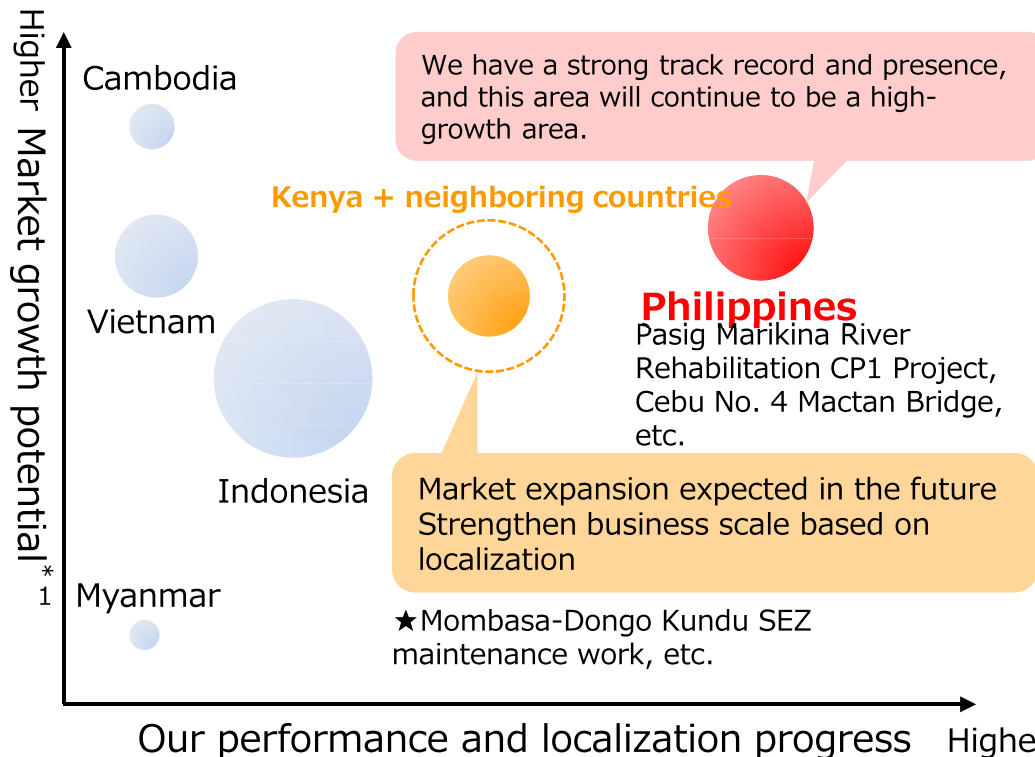 Higher Market growth potential*1
Cambodia
We have a strong track record and presence,
and this area will continue to be a high-
growth area.
Kenya + neighboring countries
Vietnam
Philippines
Pasig Marikina River
Rehabilitation CP1 Project,
Cebu No. 4 Mactan Bridge,
etc.
Indonesia
Market expansion expected in the future
Strengthen business scale based on
localization
Myanmar
★Mombasa-Dongo Kundu SEZ
maintenance work, etc.
Our performance and localization progress Highe